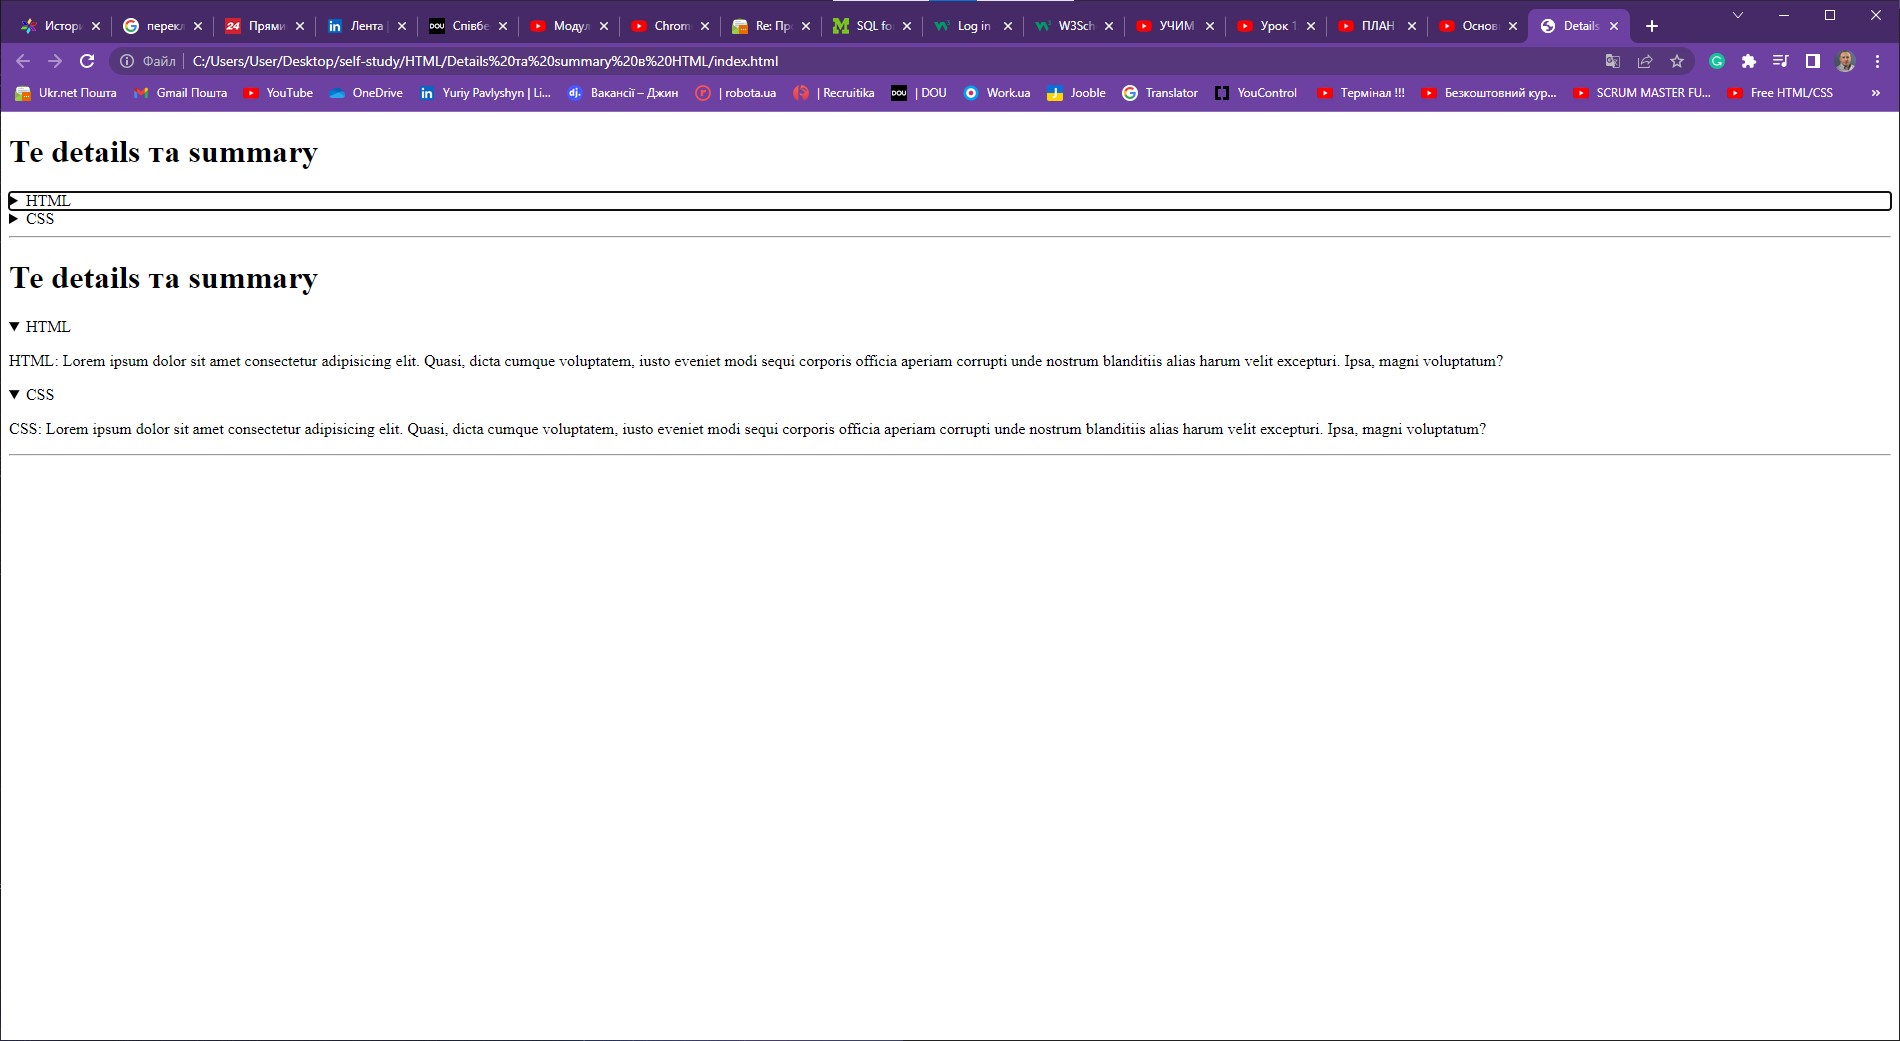 Истор
перекл
Прями
Лента
Співбе
Модул
Chrom
Re: Пр
SQL fo
Log in
W3Sch
УЧИМ
Урок 1
ПЛАН
Основ
Details
Файл
C:/Users/User/Desktop/self-study/HTML/Details%20та%20summary%20в%20HTML/index.html
Ukr.net Пошта
Gmail Пошта
YouTube
OneDrive
Yuriy Pavlyshyn | Li...
Вакансії – Джин
| robota.ua
| Recruitika
| DOU
Work.ua
Jooble
Translator
YouControl
Термінал !!!
Безкоштовний кур...
SCRUM MASTER FU...
Free HTML/CSS
Те details та summary
HTML
CSS
Те details та summary
HTML
HTML: Lorem ipsum dolor sit amet consectetur adipisicing elit. Quasi, dicta cumque voluptatem, iusto eveniet modi sequi corporis officia aperiam corrupti unde nostrum blanditiis alias harum velit excepturi. Ipsa, magni voluptatum?
CSS
CSS: Lorem ipsum dolor sit amet consectetur adipisicing elit. Quasi, dicta cumque voluptatem, iusto eveniet modi sequi corporis officia aperiam corrupti unde nostrum blanditiis alias harum velit excepturi. Ipsa, magni voluptatum?